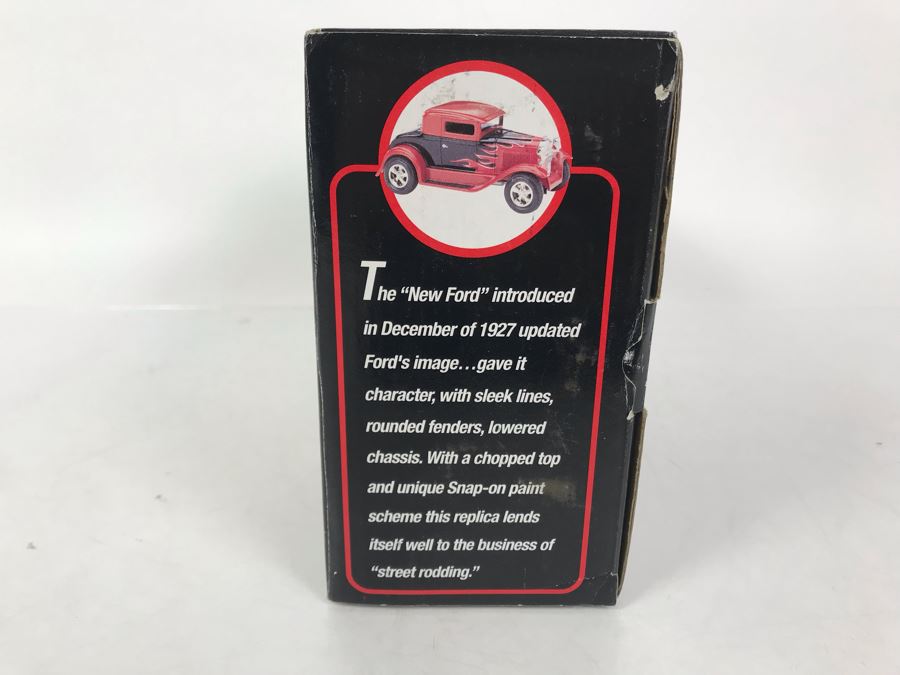 The “New Ford” introduced
in December of 1927 updated
Ford's image...gave it
character, with sleek lines,
rounded fenders, lowered
chassis. With a chopped top
and unique Snap-on paint
scheme this replica lends
itself well to the business of
“street rodding.”